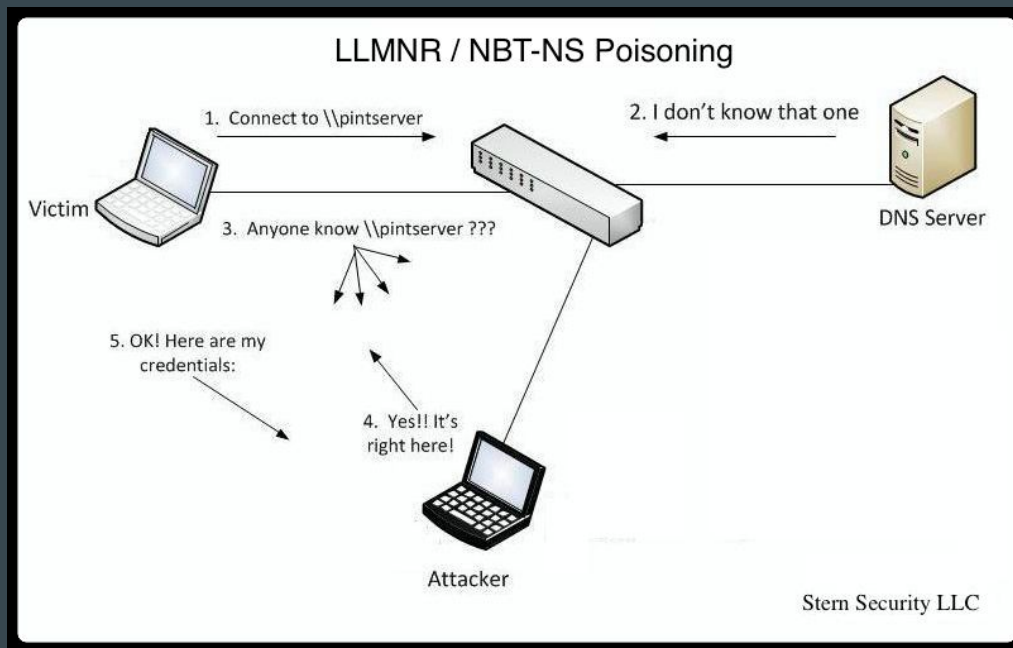 LLMNR / NBT-NS Poisoning
1. Connect to \\pintserver
2. I don't know that one
Victim
DNS Server
3. Anyone know \\pintserver ???
5. OK! Here are my
credentials:
4. Yes!! It's
right here!
Attacker
Stern Security LLC